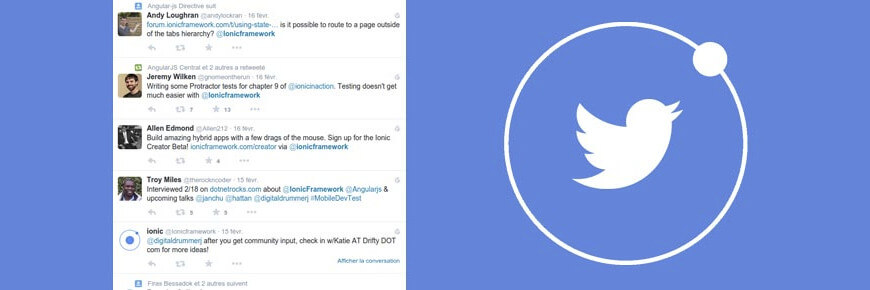 Angular-js Directive suit
Andy Loughran @andylockran · 16 févr.
forum.ionicframework.com/t/using-state-... is it possible to route to a page outside
of the tabs hierarchy? @Ionicframework
AngularJS Central et 2 autres a retweeté
Jeremy Wilken @gnomeontherun · 16 févr.
Writing some Protractor tests for chapter 9 of @ionicinaction. Testing doesn't get
much easier with @Ionicframework
7 13
Allen Edmond @Allen212 · 16 févr.
Build amazing hybrid apps with a few drags of the mouse. Sign up for the Ionic
Creator Beta! ionicframework.com/creator via @ionicframework
4
Troy Miles @therockncoder · 15 févr.
Interviewed 2/18 on dotnetrocks.com about @IonicFramework @Angularjs &
upcoming talks @janchu @hattan @digitaldrummerj #MobileDevTest
5 5
ionic @Ionicframework · 15 févr.
@digitaldrummerj after you get community input, check in w/Katie AT Drifty DOT
com for more ideas!
Afficher la conversation
Firas Bessadok et 2 autres suivent